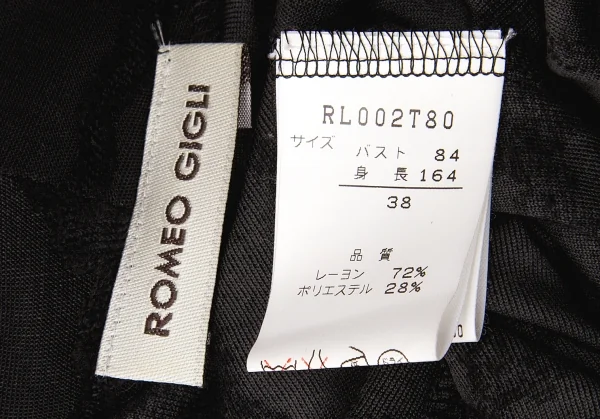 ROMEO GIGLI
RL002T80
サイズ
バスト 84
身長 164
38
品質
レーヨン 72%
ポリエステル 28%